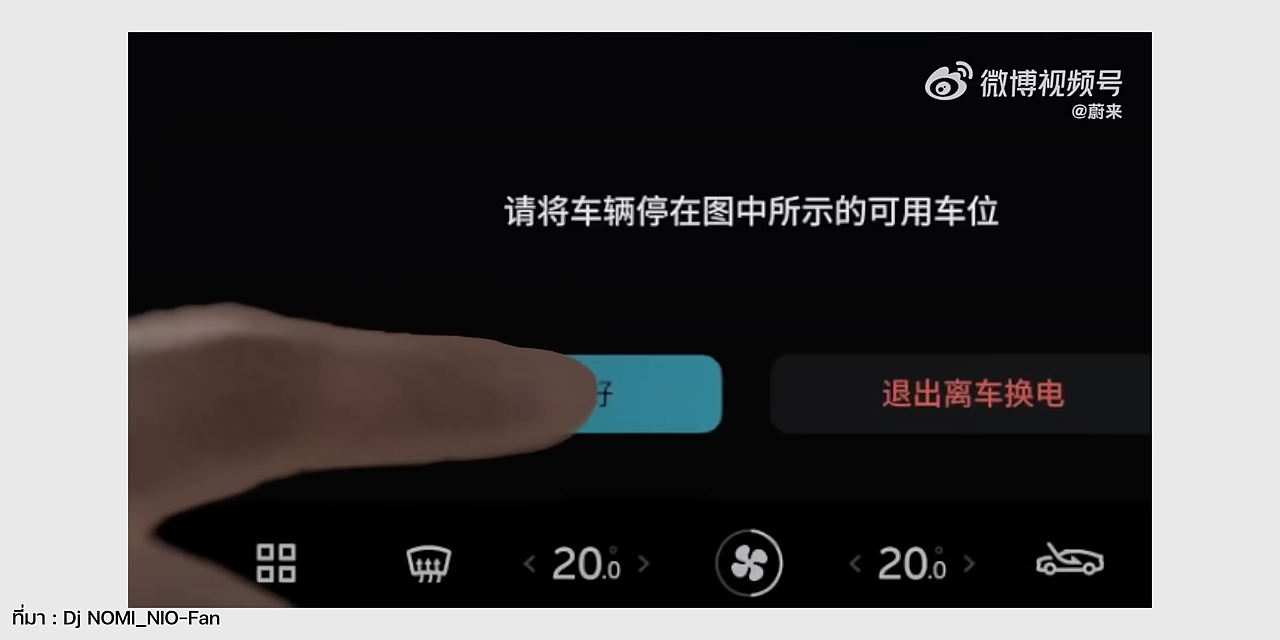 微博视频号
@蔚来
请将车辆停在图中所示的可用车位
退出离车换电
< 20.0° >
< 20.0° >
ที่มา : Dj NOMI_NIO-Fan